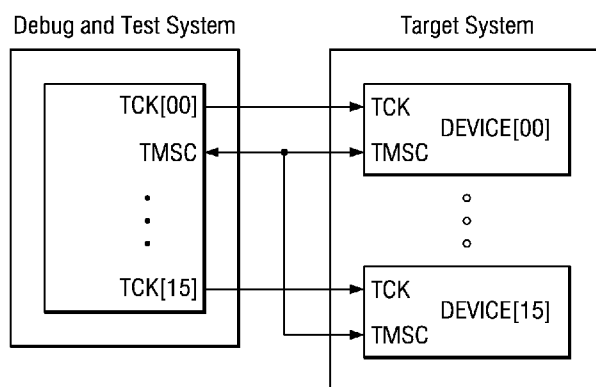 Debug and Test System
Target System
TCK[00]
TMSC
TCK[15]
TCK
DEVICE[00]
TMSC
TCK
DEVICE[15]
TMSC